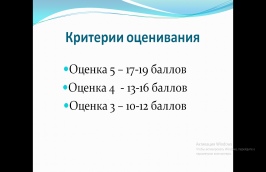 Критерии оценивания
•Оценка 5 – 17-19 баллов
•Оценка 4 - 13-16 баллов
•Оценка 3 – 10-12 баллов